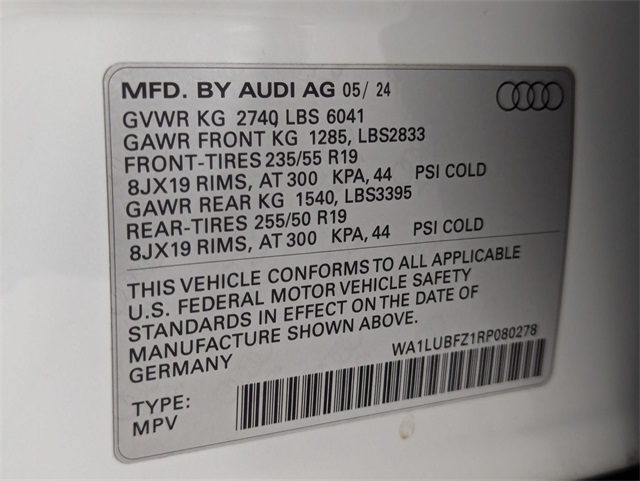 MFD. BY AUDI AG 05/ 24
GVWR KG 2740 LBS 6041
GAWR FRONT KG 1285, LBS2833
FRONT-TIRES 235/55 R19
8JX19 RIMS, AT 300 KPA, 44 PSI COLD
GAWR REAR KG 1540, LBS3395
REAR-TIRES 255/50 R19
8JX19 RIMS, AT 300 KPA, 44 PSI COLD
THIS VEHICLE CONFORMS TO ALL APPLICABLE
U.S. FEDERAL MOTOR VEHICLE SAFETY
STANDARDS IN EFFECT ON THE DATE OF
MANUFACTURE SHOWN ABOVE.
GERMANY
WA1LUBFZ1RP080278
TYPE:
MPV